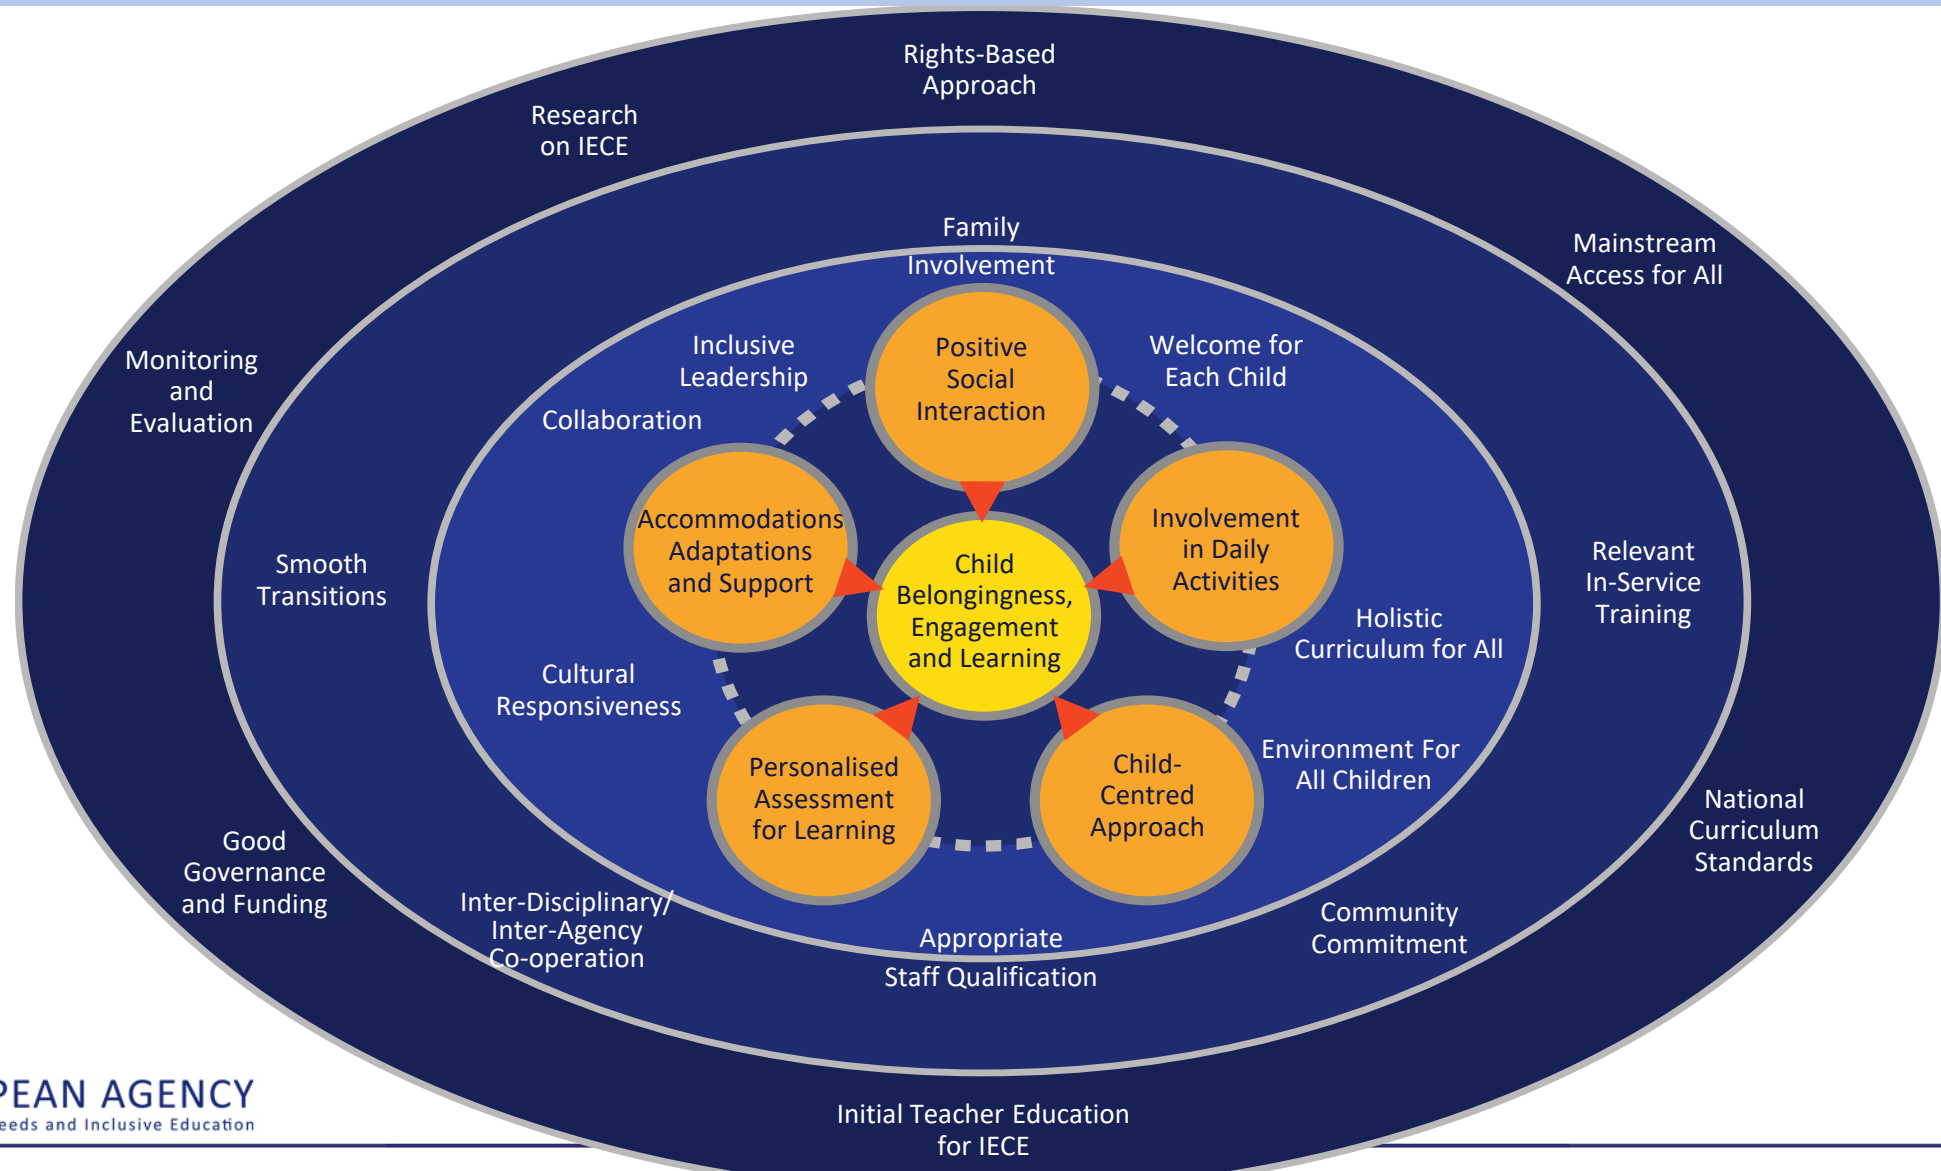 Rights-Based
Approach
Research
on IECE
Mainstream
Access for All
Monitoring
and
Evaluation
Family
Involvement
Inclusive
Leadership
Welcome for
Each Child
Collaboration
Positive
Social
Interaction
Accommodations
Adaptations
and Support
Involvement
in Daily
Activities
Child
Belongingness,
Engagement
and Learning
Smooth
Transitions
Relevant
In-Service
Training
Holistic
Curriculum for All
Cultural
Responsiveness
Personalised
Assessment
for Learning
Child-
Centred
Approach
Environment For
All Children
National
Curriculum
Standards
Good
Governance
and Funding
Inter-Disciplinary/
Inter-Agency
Co-operation
Appropriate
Staff Qualification
Community
Commitment
Initial Teacher Education
for IECE
PEAN AGENCY
eeds and Inclusive Education